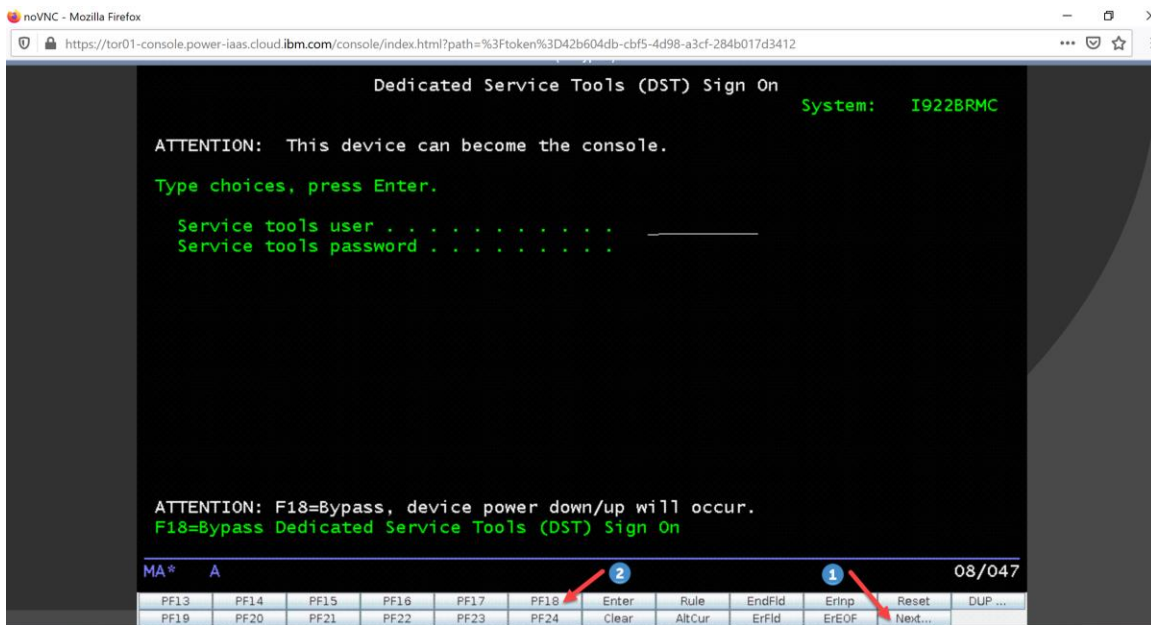 noVNC - Mozilla Firefox
https://tor01-console.power-iaas.cloud.ibm.com/console/index.html?path=%3Ftoken%3D42b604db-cbf5-4d98-a3cf-284b017d3412
Dedicated Service Tools (DST) Sign On
System: I922BRMC
ATTENTION: This device can become the console.
Type choices, press Enter.
Service tools user . . . . . . . . . . . __________
Service tools password . . . . . . . . .
ATTENTION: F18=Bypass, device power down/up will occur.
F18=Bypass Dedicated Service Tools (DST) Sign On
MA* A 08/047
2 1
PF13 PF14 PF15 PF16 PF17 PF18 Enter Rule EndFld ErInp Reset DUP ...
PF19 PF20 PF21 PF22 PF23 PF24 Clear AltCur ErFld ErEOF Next...